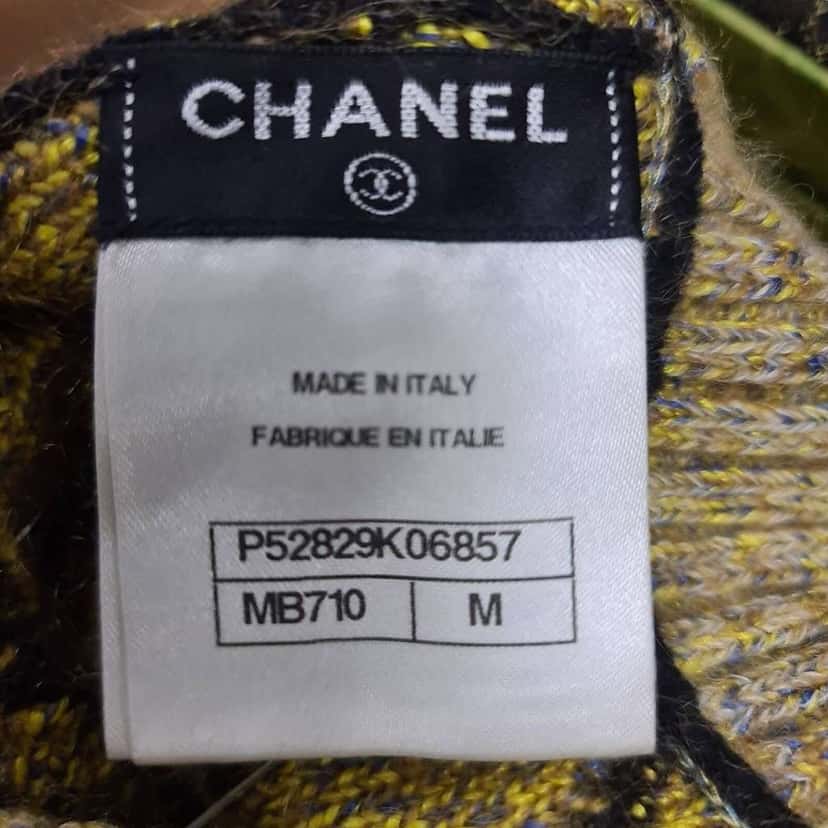 CHANEL
MADE IN ITALY
FABRIQUE EN ITALIE
P52829K06857
MB710 M